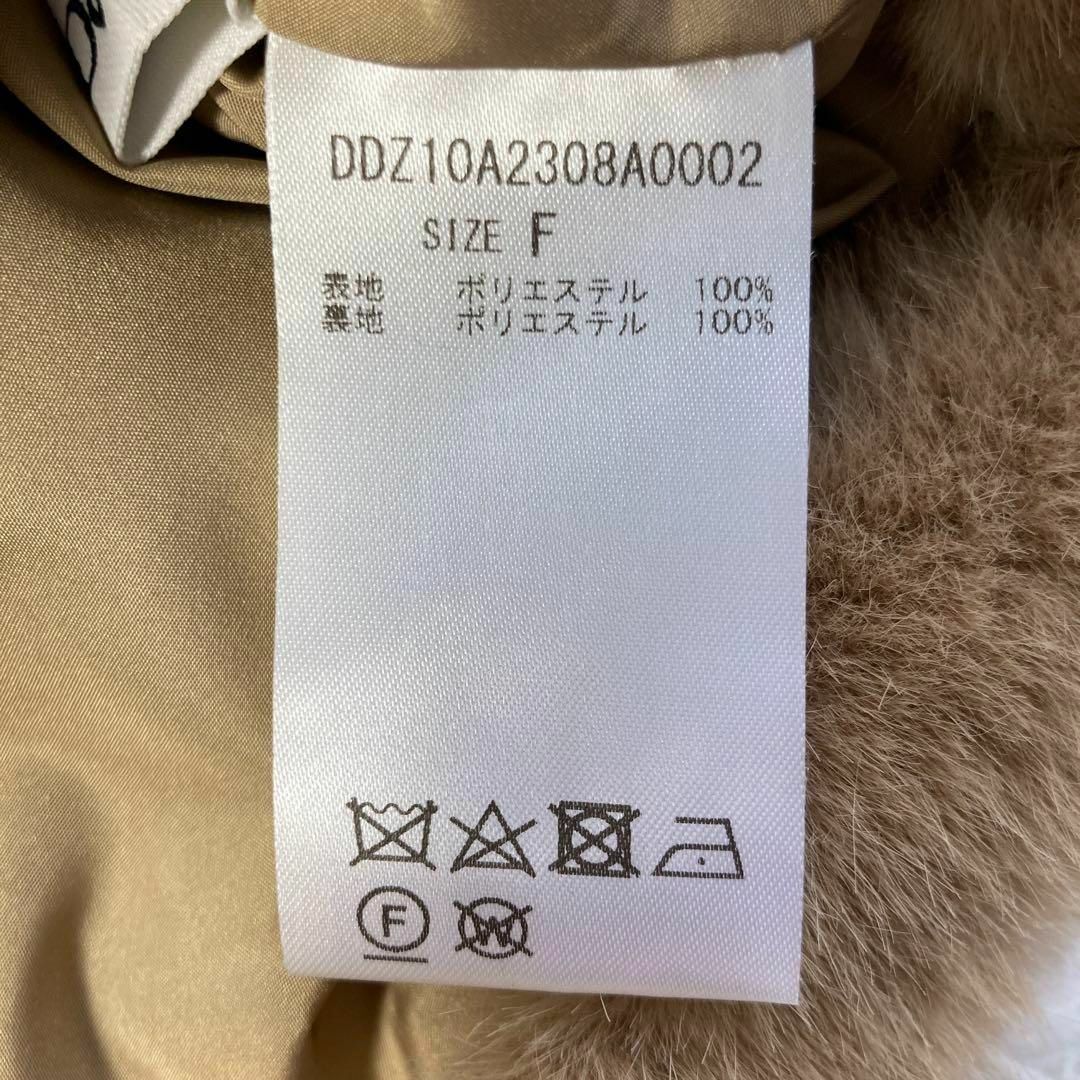 DDZ10A2308A0002
SIZE F
表地 ポリエステル 100%
裏地 ポリエステル 100%
F
W